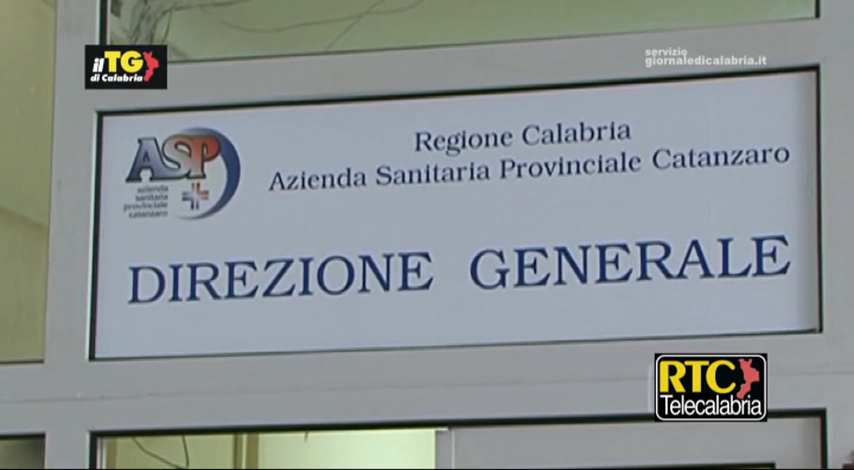 il TG
di Calabria
servizio
giornaledicalabria.it
ASP
azienda
sanitaria
provinciale
catanzaro
Regione Calabria
Azienda Sanitaria Provinciale Catanzaro
DIREZIONE GENERALE
RTC
Telecalabria